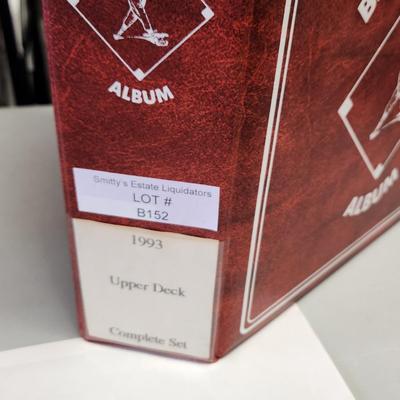 ALBUM
Smitty's Estate Liquidators
LOT #
B152
1993
Upper Deck
Complete Set
ALBUM